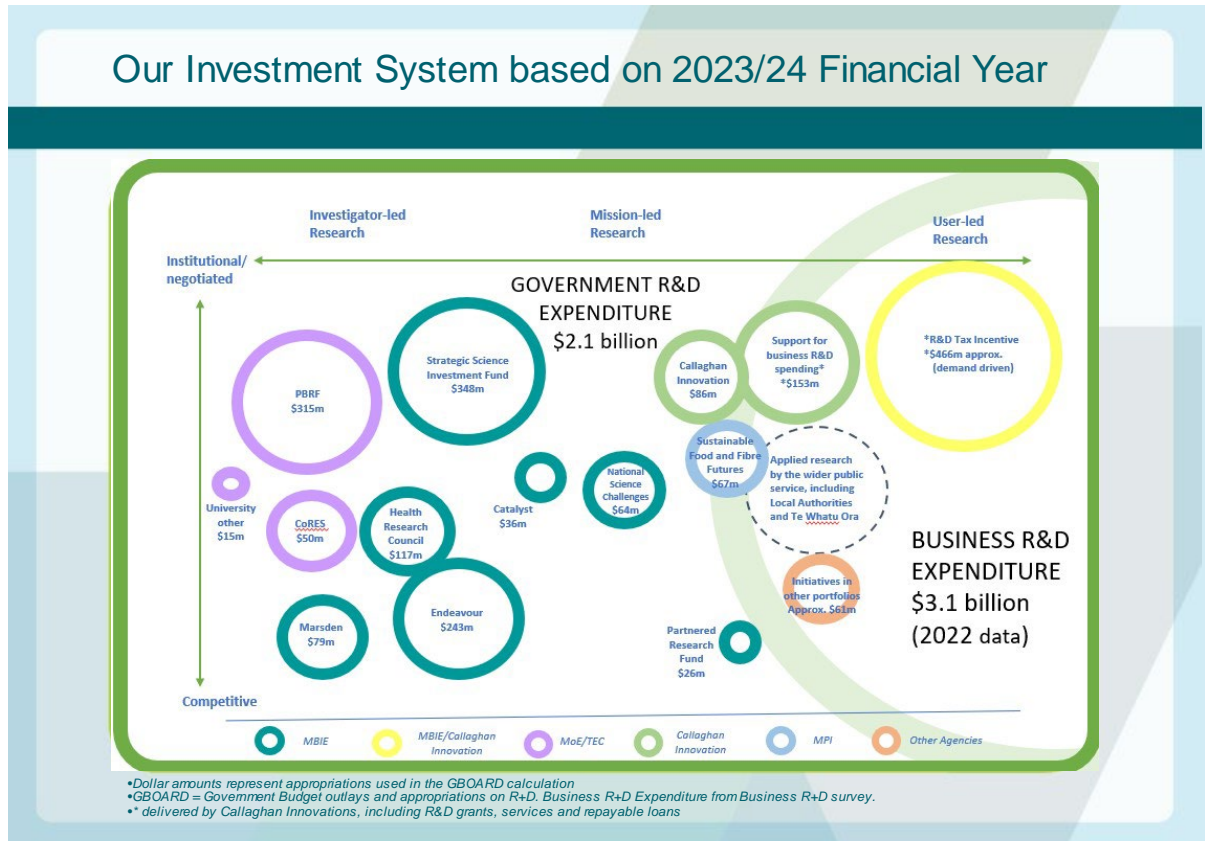 Our Investment System based on 2023/24 Financial Year
Investigator-led
Research
Mission-led
Research
User-led
Research
Institutional/
negotiated
GOVERNMENT R&D
EXPENDITURE
$2.1 billion
PBRF
$315m
Strategic Science
Investment Fund
$348m
Callaghan
Innovation
$86m
Support for
business R&D
spending*
*$153m
*R&D Tax Incentive
*$466m approx.
(demand driven)
University
other
$15m
CoRES
$50m
Health
Research
Council
$117m
Catalyst
$36m
National
Science
Challenges
$64m
Sustainable
Food and Fibre
Futures
$67m
Applied research
by the wider public
service, including
Local Authorities
and Te Whatu Ora
Marsden
$79m
Endeavour
$243m
Partnered
Research
Fund
$26m
Initiatives in
other portfolios
Approx. $61m
BUSINESS R&D
EXPENDITURE
$3.1 billion
(2022 data)
Competitive
MBIE
MBIE/Callaghan
Innovation
MoE/TEC
Callaghan
Innovation
MPI
Other Agencies
•Dollar amounts represent appropriations used in the GBOARD calculation
•GBOARD = Government Budget outlays and appropriations on R+D. Business R+D Expenditure from Business R+D survey.
•* delivered by Callaghan Innovations, including R&D grants, services and repayable loans